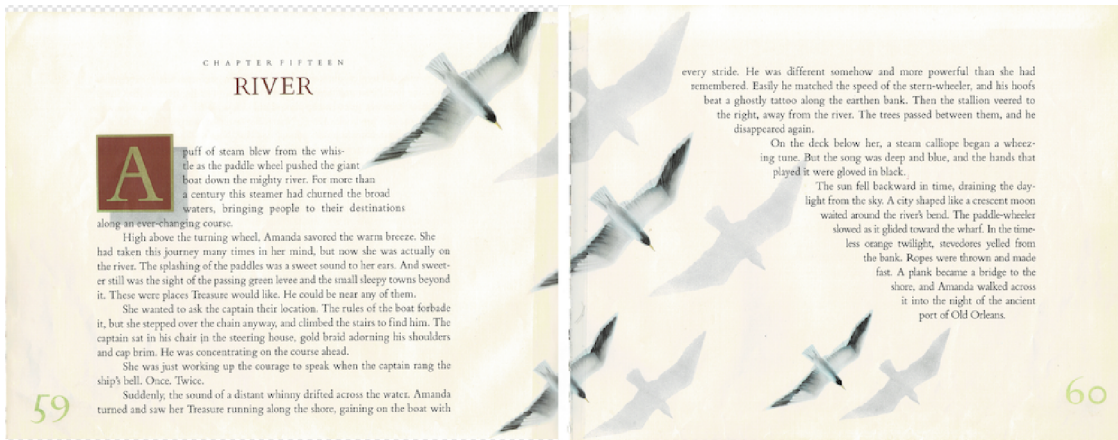 CHAPTER FIFTEEN
RIVER
A puff of steam blew from the whis-
tle as the paddle wheel pushed the giant
boat down the mighty river. For more than
a century this steamer had churned the broad
waters, bringing people to their destinations
along an ever-changing course.
High above the turning wheel, Amanda savored the warm breeze. She
had taken this journey many times in her mind, but now she was actually on
the river. The splashing of the paddles was a sweet sound to her ears. And sweet-
er still was the sight of the passing green levee and the small sleepy towns beyond
it. These were places Treasure would like. He could be near any of them.
She wanted to ask the captain their location. The rules of the boat forbade
it, but she stepped over the chain anyway, and climbed the stairs to find him. The
captain sat in his chair in the steering house, gold braid adorning his shoulders
and cap brim. He was concentrating on the course ahead.
She was just working up the courage to speak when the captain rang the
ship's bell. Once. Twice.
Suddenly, the sound of a distant whinny drifted across the water. Amanda
turned and saw her Treasure running along the shore, gaining on the boat with
59
every stride. He was different somehow and more powerful than she had
remembered. Easily he matched the speed of the stern-wheeler, and his hoofs
beat a ghostly tattoo along the earthen bank. Then the stallion veered to
the right, away from the river. The trees passed between them, and he
disappeared again.
On the deck below her, a steam calliope began a wheez-
ing tune. But the song was deep and blue, and the hands that
played it were gloved in black.
The sun fell backward in time, draining the day-
light from the sky. A city shaped like a crescent moon
waited around the river's bend. The paddle-wheeler
slowed as it glided toward the wharf. In the time-
less orange twilight, stevedores yelled from
the bank. Ropes were thrown and made
fast. A plank became a bridge to the
shore, and Amanda walked across
it into the night of the ancient
port of Old Orleans.
60